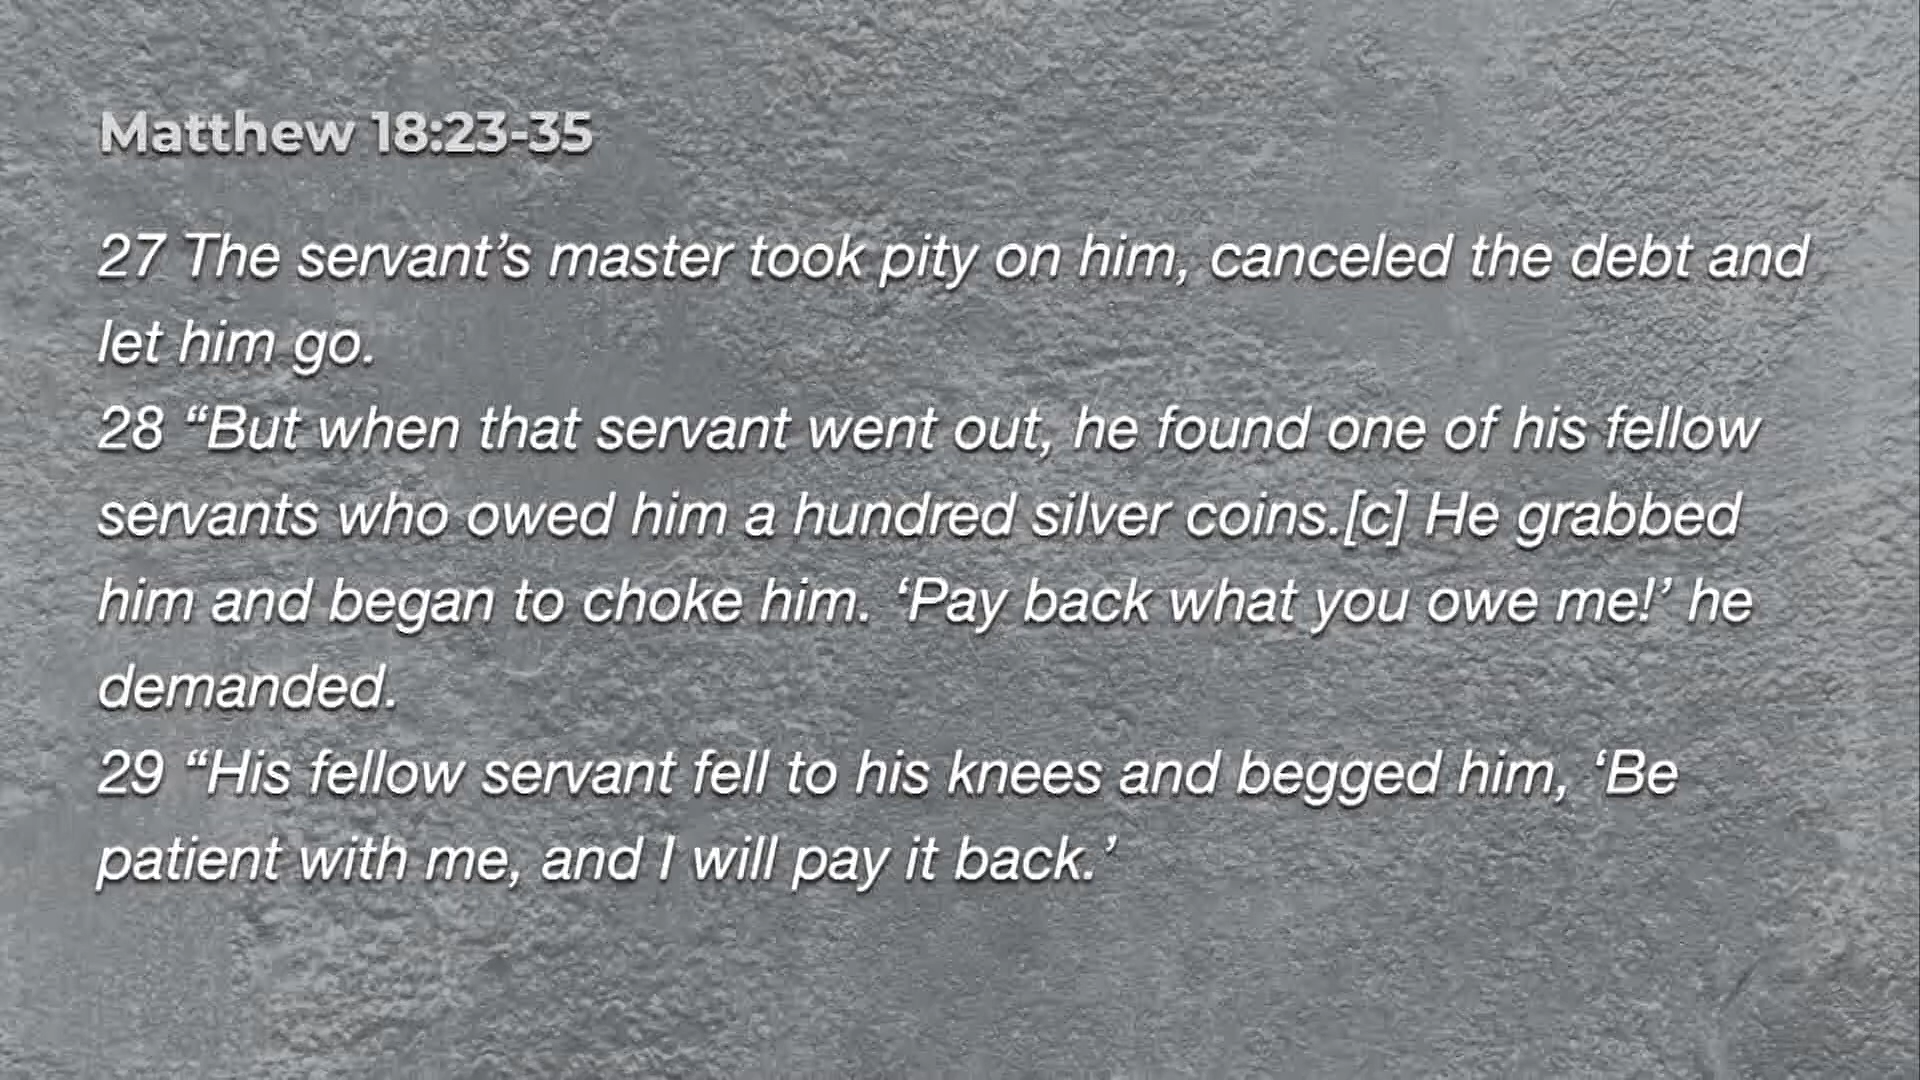 Matthew 18:23-35
27 The servant’s master took pity on him, canceled the debt and
let him go.
28 “But when that servant went out, he found one of his fellow
servants who owed him a hundred silver coins.[c] He grabbed
him and began to choke him. ‘Pay back what you owe me!’ he
demanded.
29 “His fellow servant fell to his knees and begged him, ‘Be
patient with me, and I will pay it back.’